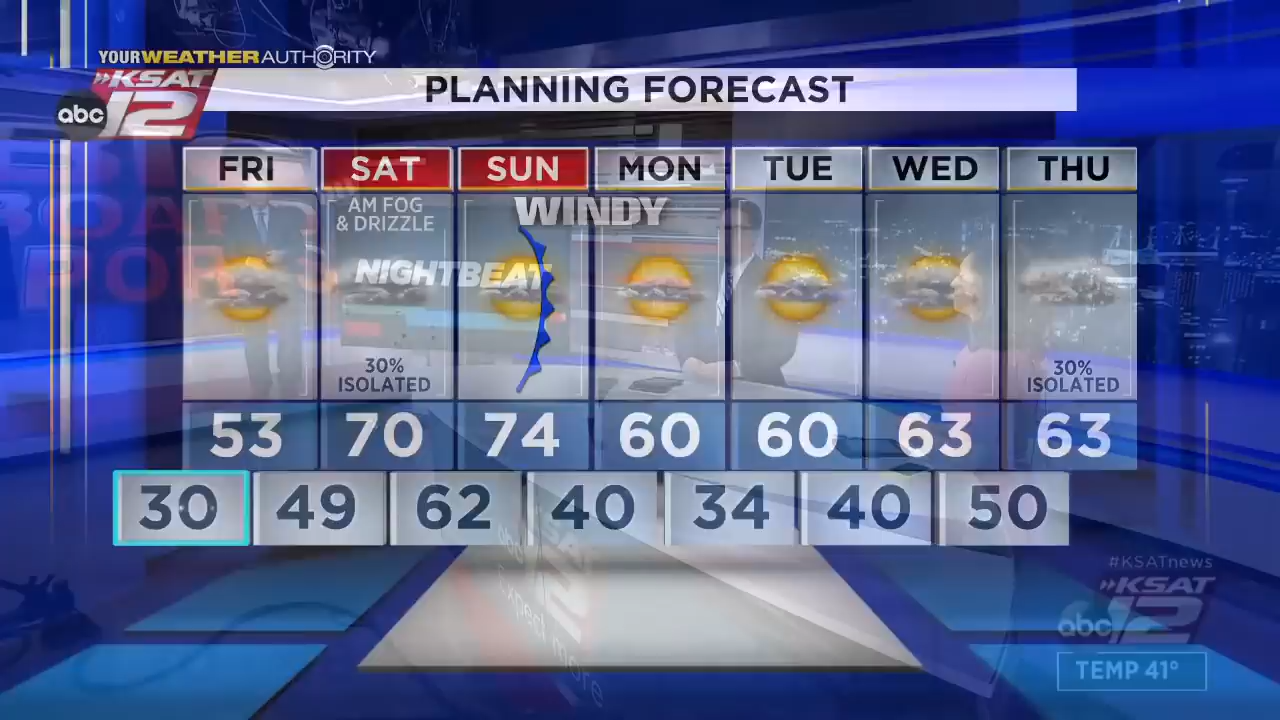 YOURWEATHERAUTHORITY
KSAT
abc 12
PLANNING FORECAST
FRI SAT SUN MON TUE WED THU
AM FOG
& DRIZZLE
WINDY
NIGHTBEAT
30%
ISOLATED
30%
ISOLATED
53 70 74 60 60 63 63
30 49 62 40 34 40 50
#KSATnews
KSAT
abc 12
expect more
TEMP 41°